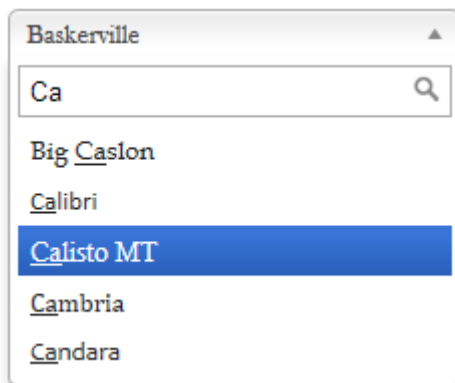 Baskerville
Ca
Big Caslon
Calibri
Calisto MT
Cambria
Candara